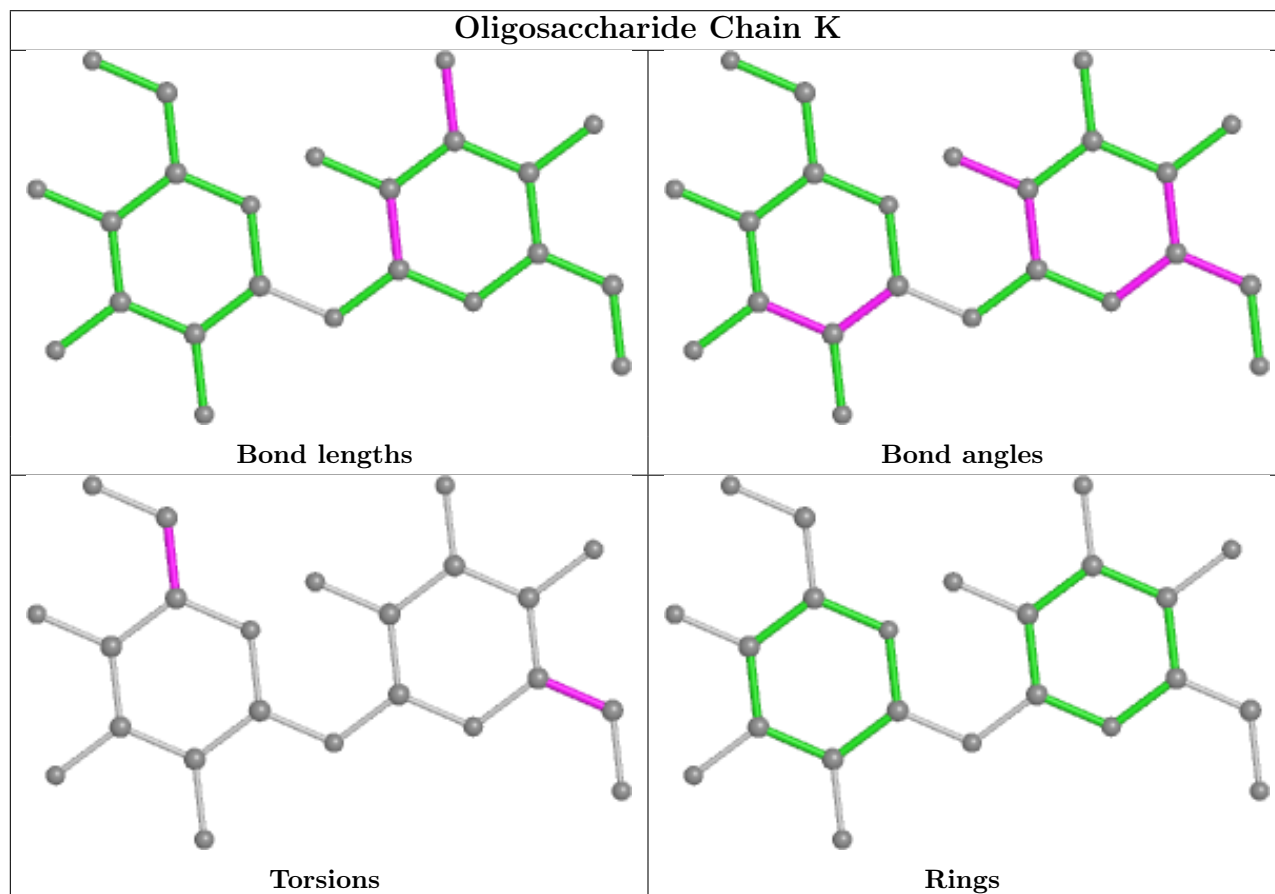 Oligosaccharide Chain K
Bond lengths
Bond angles
Torsions
Rings